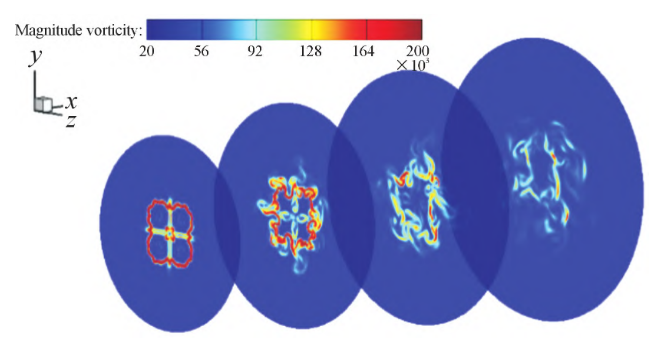 Magnitude vorticity:
20 56 92 128 164 200
×10³
y
x
z